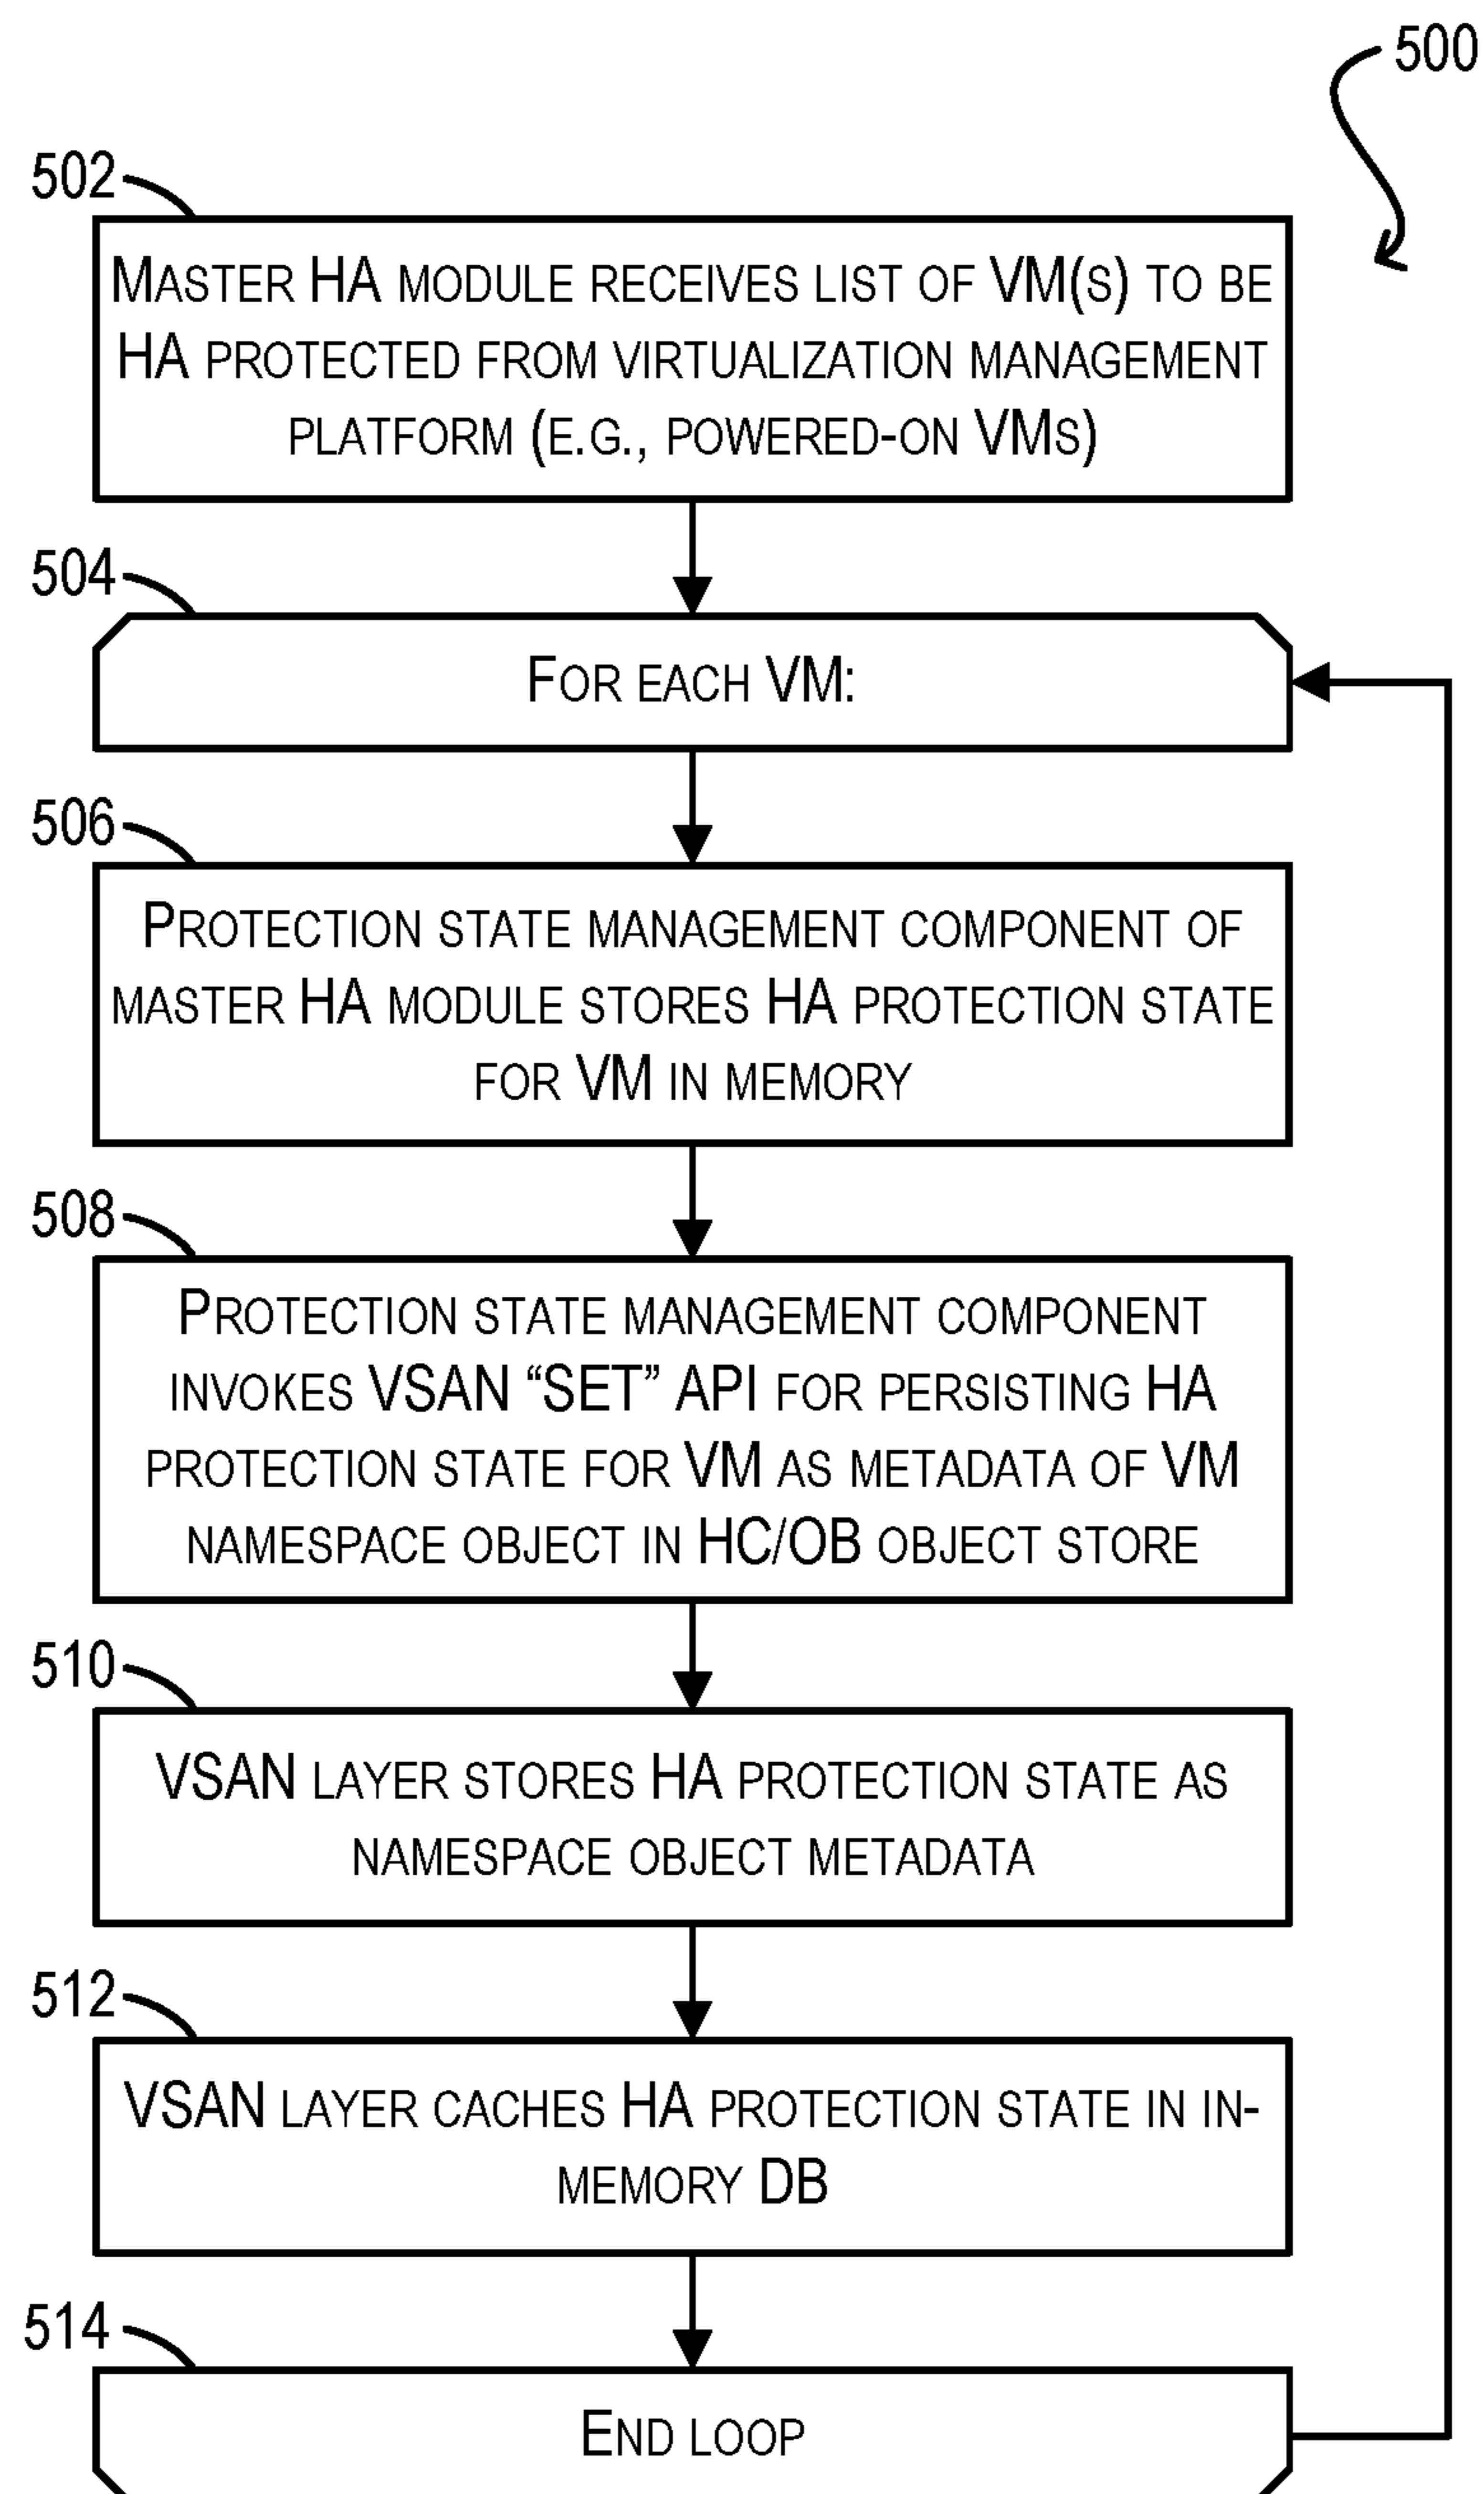 500
502
MASTER HA MODULE RECEIVES LIST OF VM(S) TO BE
HA PROTECTED FROM VIRTUALIZATION MANAGEMENT
PLATFORM (E.G., POWERED-ON VMS)
504
FOR EACH VM:
506
PROTECTION STATE MANAGEMENT COMPONENT OF
MASTER HA MODULE STORES HA PROTECTION STATE
FOR VM IN MEMORY
508
PROTECTION STATE MANAGEMENT COMPONENT
INVOKES VSAN “SET” API FOR PERSISTING HA
PROTECTION STATE FOR VM AS METADATA OF VM
NAMESPACE OBJECT IN HC/OB OBJECT STORE
510
VSAN LAYER STORES HA PROTECTION STATE AS
NAMESPACE OBJECT METADATA
512
VSAN LAYER CACHES HA PROTECTION STATE IN IN-
MEMORY DB
514
END LOOP